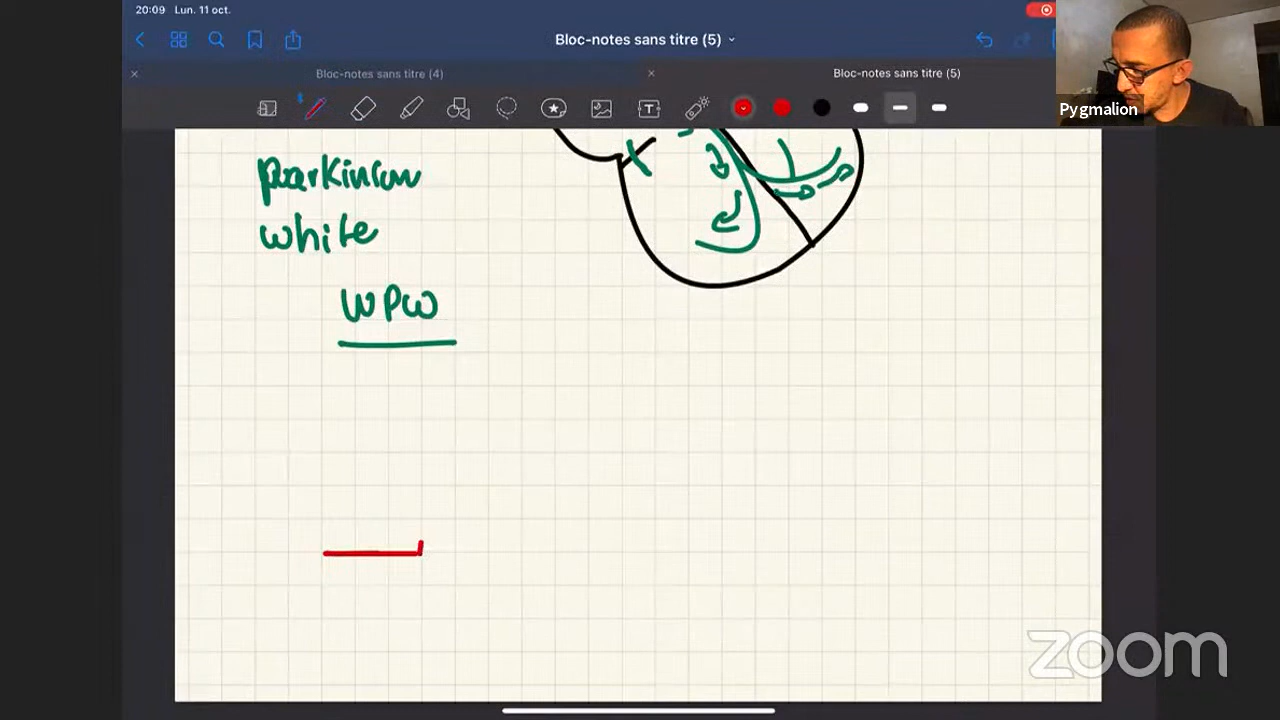 20:09 Lun. 11 oct.
Bloc-notes sans titre (5)
Bloc-notes sans titre (4)
Bloc-notes sans titre (5)
Pygmalion
parkinson
white
WPW
zoom